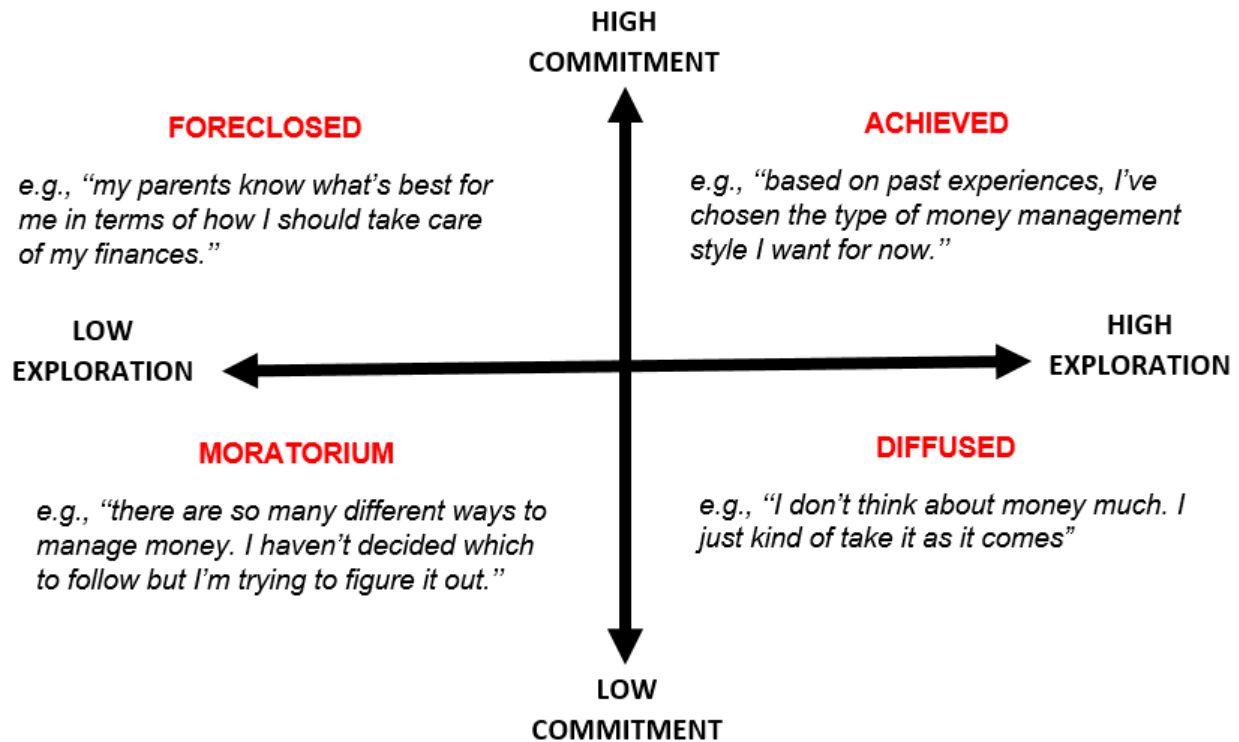 HIGH
COMMITMENT
FORECLOSED
e.g., “my parents know what’s best for
me in terms of how I should take care
of my finances.”
ACHIEVED
e.g., “based on past experiences, I’ve
chosen the type of money management
style I want for now.”
LOW
EXPLORATION
HIGH
EXPLORATION
MORATORIUM
e.g., “there are so many different ways to
manage money. I haven’t decided which
to follow but I’m trying to figure it out.”
DIFFUSED
e.g., “I don’t think about money much. I
just kind of take it as it comes”
LOW
COMMITMENT